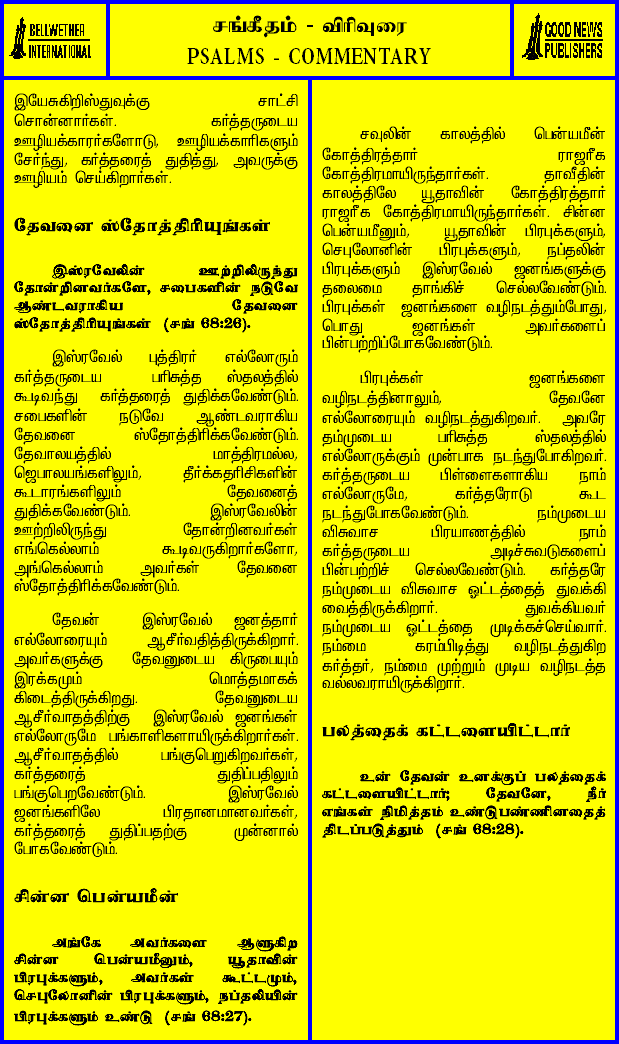 BELLWETHER
INTERNATIONAL
சங்கீதம் - விரிவுரை
PSALMS - COMMENTARY
GOOD NEWS
PUBLISHERS
இயேசுகிறிஸ்துவுக்கு சாட்சி
சொன்னார்கள். கர்த்தருடைய
ஊழியக்காரர்களோடு, ஊழியக்காரிகளும்
சேர்ந்து, கர்த்தரைத் துதித்து, அவருக்கு
ஊழியம் செய்கிறார்கள்.
தேவனை ஸ்தோத்திரியுங்கள்
இஸ்ரவேலின் ஊற்றிலிருந்து
தோன்றினவர்களே, சபைகளின் நடுவே
ஆண்டவராகிய தேவனை
ஸ்தோத்திரியுங்கள் (சங் 68:26).
இஸ்ரவேல் புத்திரர் எல்லோரும்
கர்த்தருடைய பரிசுத்த ஸ்தலத்தில்
கூடிவந்து கர்த்தரைத் துதிக்கவேண்டும்.
சபைகளின் நடுவே ஆண்டவராகிய
தேவனை ஸ்தோத்திரிக்கவேண்டும்.
தேவாலயத்தில் மாத்திரமல்ல,
ஜெபாலயங்களிலும், தீர்க்கதரிசிகளின்
கூடாரங்களிலும் தேவனைத்
துதிக்கவேண்டும். இஸ்ரவேலின்
ஊற்றிலிருந்து தோன்றினவர்கள்
எங்கெல்லாம் கூடிவருகிறார்களோ,
அங்கெல்லாம் அவர்கள் தேவனை
ஸ்தோத்திரிக்கவேண்டும்.
தேவன் இஸ்ரவேல் ஜனத்தார்
எல்லோரையும் ஆசீர்வதித்திருக்கிறார்.
அவர்களுக்கு தேவனுடைய கிருபையும்
இரக்கமும் மொத்தமாகக்
கிடைத்திருக்கிறது. தேவனுடைய
ஆசீர்வாதத்திற்கு இஸ்ரவேல் ஜனங்கள்
எல்லோருமே பங்காளிகளாயிருக்கிறார்கள்.
ஆசீர்வாதத்தில் பங்குபெறுகிறவர்கள்,
கர்த்தரைத் துதிப்பதிலும்
பங்குபெறவேண்டும். இஸ்ரவேல்
ஜனங்களிலே பிரதானமானவர்கள்,
கர்த்தரைத் துதிப்பதற்கு முன்னால்
போகவேண்டும்.
சின்ன பென்யமீன்
அங்கே அவர்களை ஆளுகிற
சின்ன பென்யமீனும், யூதாவின்
பிரபுக்களும், அவர்கள் கூட்டமும்,
செபுலோனின் பிரபுக்களும், நப்தலியின்
பிரபுக்களும் உண்டு (சங் 68:27).
சவுலின் காலத்தில் பென்யமீன்
கோத்திரத்தார் ராஜரீக
கோத்திரமாயிருந்தார்கள். தாவீதின்
காலத்திலே யூதாவின் கோத்திரத்தார்
ராஜரீக கோத்திரமாயிருந்தார்கள். சின்ன
பென்யமீனும், யூதாவின் பிரபுக்களும்,
செபுலோனின் பிரபுக்களும், நப்தலின்
பிரபுக்களும் இஸ்ரவேல் ஜனங்களுக்கு
தலைமை தாங்கிச் செல்லவேண்டும்.
பிரபுக்கள் ஜனங்களை வழிநடத்தும்போது,
பொது ஜனங்கள் அவர்களைப்
பின்பற்றிப்போகவேண்டும்.
பிரபுக்கள் ஜனங்களை
வழிநடத்தினாலும், தேவனே
எல்லோரையும் வழிநடத்துகிறவர். அவரே
தம்முடைய பரிசுத்த ஸ்தலத்தில்
எல்லோருக்கும் முன்பாக நடந்துபோகிறவர்.
கர்த்தருடைய பிள்ளைகளாகிய நாம்
எல்லோருமே, கர்த்தரோடு கூட
நடந்துபோகவேண்டும். நம்முடைய
விசுவாச பிரயாணத்தில் நாம்
கர்த்தருடைய அடிச்சுவடுகளைப்
பின்பற்றிச் செல்லவேண்டும். கர்த்தரே
நம்முடைய விசுவாச ஓட்டத்தைத் துவக்கி
வைத்திருக்கிறார். துவக்கியவர்
நம்முடைய ஓட்டத்தை முடிக்கச்செய்வார்.
நம்மை கரம்பிடித்து வழிநடத்துகிற
கர்த்தர், நம்மை முற்றும் முடிய வழிநடத்த
வல்லவராயிருக்கிறார்.
பலத்தைக் கட்டளையிட்டார்
உன் தேவன் உனக்குப் பலத்தைக்
கட்டளையிட்டார்; தேவனே, நீர்
எங்கள் நிமித்தம் உண்டுபண்ணினதைத்
திடப்படுத்தும் (சங் 68:28).